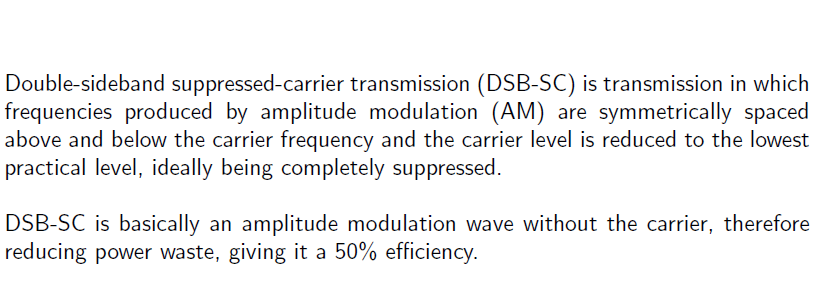 Double-sideband suppressed-carrier transmission (DSB-SC) is transmission in which
frequencies produced by amplitude modulation (AM) are symmetrically spaced
above and below the carrier frequency and the carrier level is reduced to the lowest
practical level, ideally being completely suppressed.
DSB-SC is basically an amplitude modulation wave without the carrier, therefore
reducing power waste, giving it a 50% efficiency.